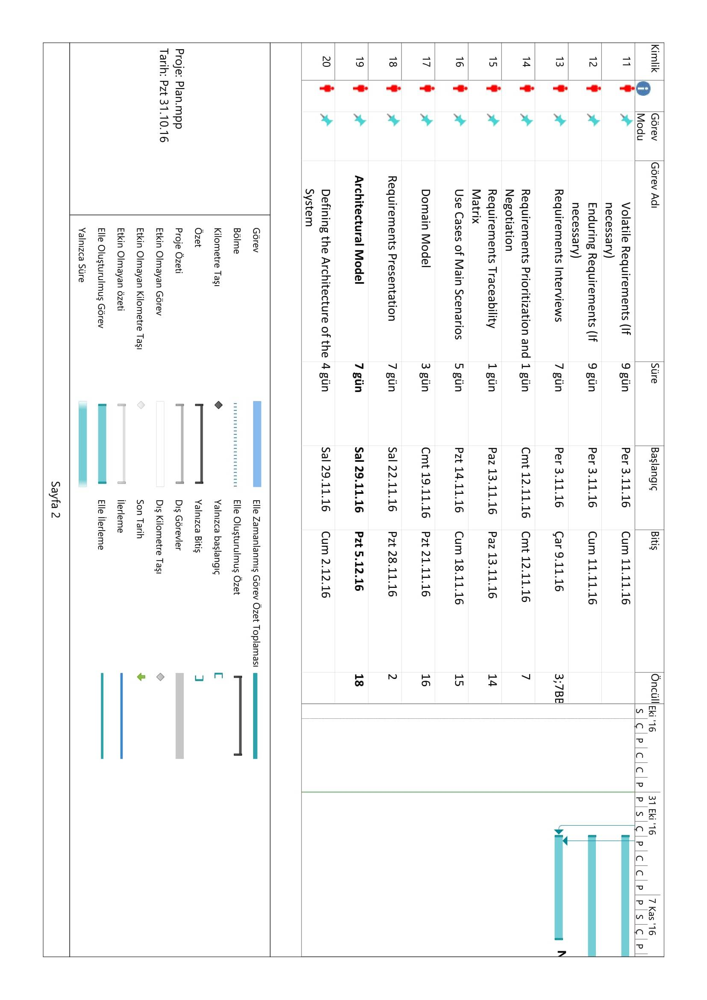 Kimlik
Görev
Modu
Görev Adı
Süre
Başlangıç
Bitiş
Öncüll
Eki '16
31 Eki '16
7 Kas '16
S Ç P C C P P S Ç P C C P P S Ç P
11 Volatile Requirements (If
necessary) 9 gün Per 3.11.16 Cum 11.11.16
12 Enduring Requirements (If
necessary) 9 gün Per 3.11.16 Cum 11.11.16
13 Requirements Interviews 7 gün Per 3.11.16 Çar 9.11.16 3;7BB
14 Requirements Prioritization and
Negotiation 1 gün Cmt 12.11.16 Cmt 12.11.16 7
15 Requirements Traceability
Matrix 1 gün Paz 13.11.16 Paz 13.11.16 14
16 Use Cases of Main Scenarios 5 gün Pzt 14.11.16 Cum 18.11.16 15
17 Domain Model 3 gün Cmt 19.11.16 Pzt 21.11.16 16
18 Requirements Presentation 7 gün Sal 22.11.16 Pzt 28.11.16 2
19 Architectural Model 7 gün Sal 29.11.16 Pzt 5.12.16 18
20 Defining the Architecture of the
System 4 gün Sal 29.11.16 Cum 2.12.16
Proje: Plan.mpp
Tarih: Pzt 31.10.16
Görev
Bölme
Kilometre Taşı
Özet
Proje Özeti
Etkin Olmayan Görev
Etkin Olmayan Kilometre Taşı
Etkin Olmayan özeti
Elle Oluşturulmuş Görev
Yalnızca Süre
Elle Zamanlanmış Görev Özet Toplaması
Elle Oluşturulmuş Özet
Yalnızca başlangıç
Yalnızca Bitiş
Dış Görevler
Dış Kilometre Taşı
Son Tarih
İlerleme
Elle İlerleme
Sayfa 2